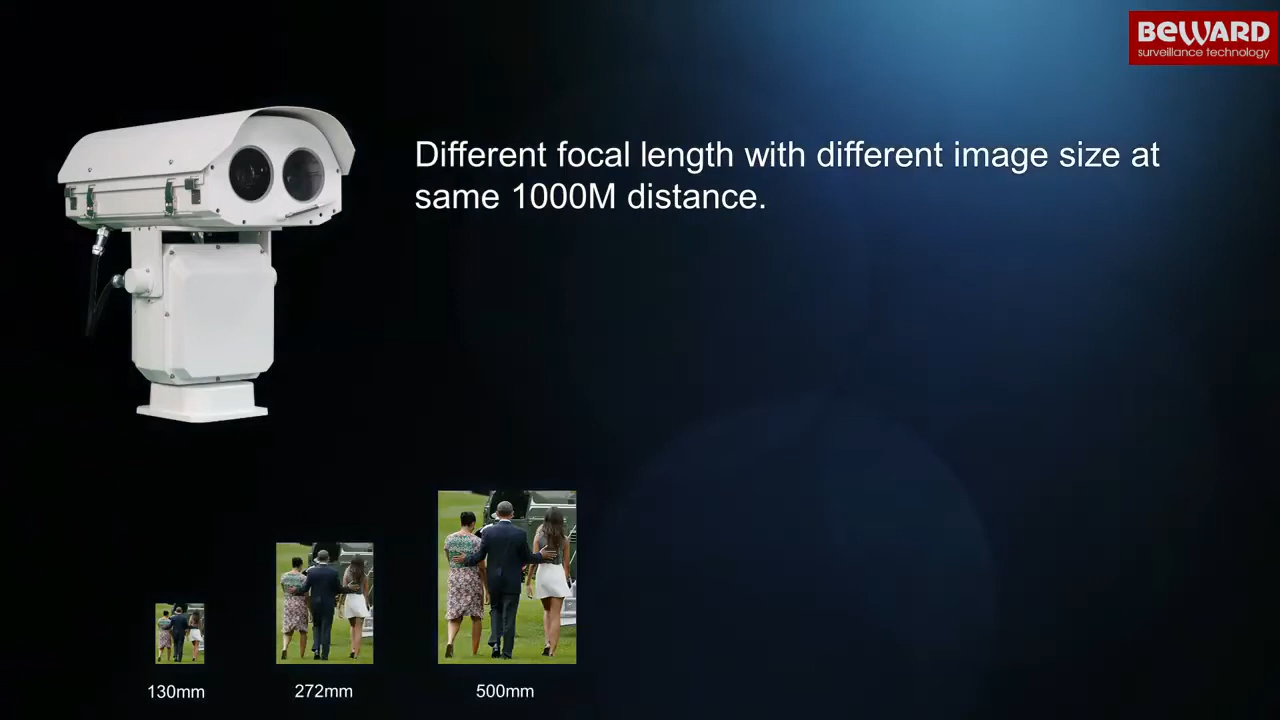 BEWARD
surveillance technology
Different focal length with different image size at
same 1000M distance.
130mm
272mm
500mm